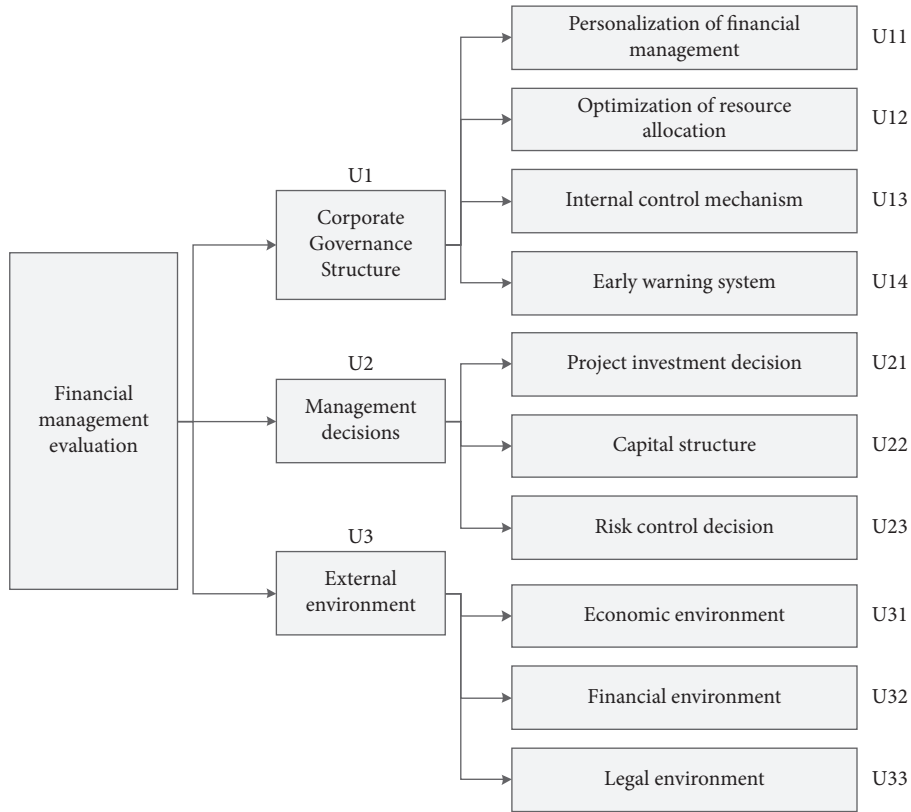 Financial
management
evaluation
U1
Corporate
Governance
Structure
U2
Management
decisions
U3
External
environment
Personalization of financial
management
U11
Optimization of resource
allocation
U12
Internal control mechanism
U13
Early warning system
U14
Project investment decision
U21
Capital structure
U22
Risk control decision
U23
Economic environment
U31
Financial environment
U32
Legal environment
U33